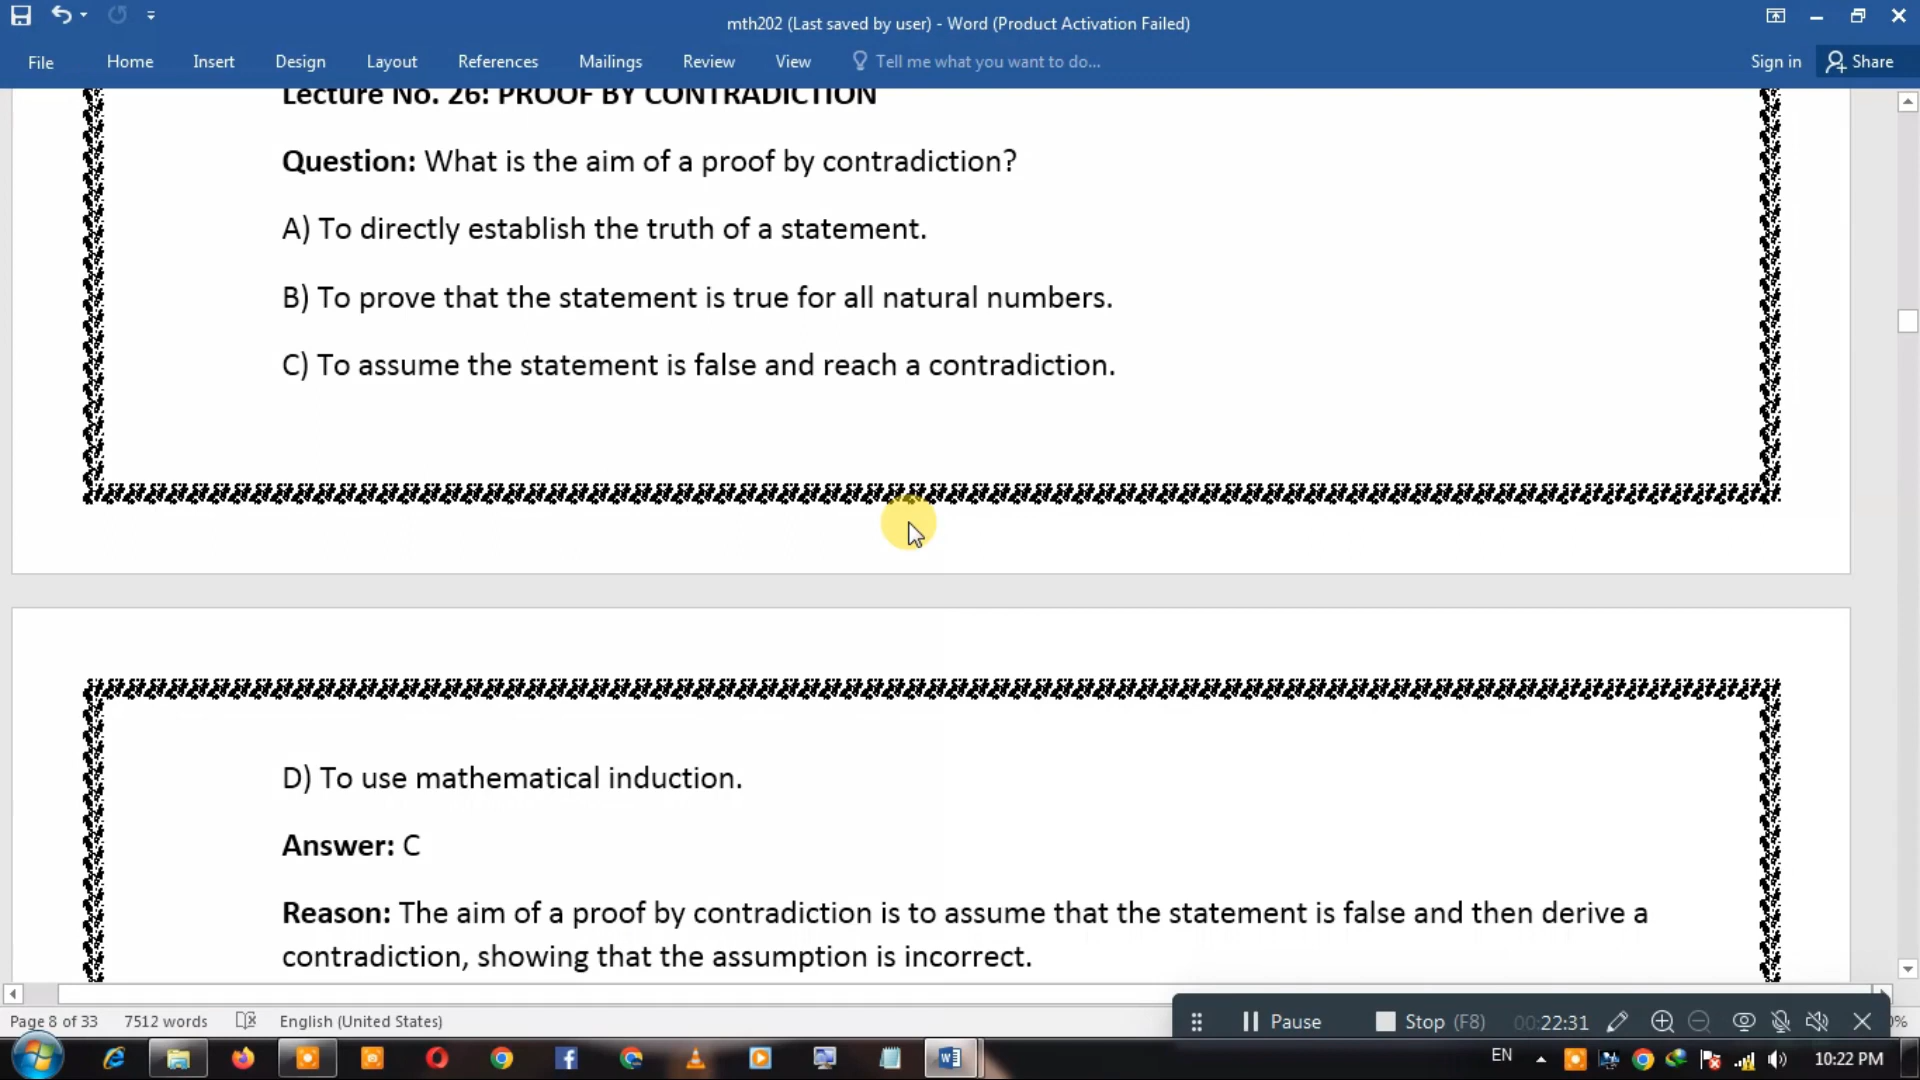 mth202 (Last saved by user) - Word (Product Activation Failed)
File Home Insert Design Layout References Mailings Review View Tell me what you want to do... Sign in Share
Lecture No. 26: PROOF BY CONTRADICTION
Question: What is the aim of a proof by contradiction?
A) To directly establish the truth of a statement.
B) To prove that the statement is true for all natural numbers.
C) To assume the statement is false and reach a contradiction.
D) To use mathematical induction.
Answer: C
Reason: The aim of a proof by contradiction is to assume that the statement is false and then derive a
contradiction, showing that the assumption is incorrect.
Page 8 of 33 7512 words English (United States) Pause Stop (F8) 00:22:31
EN 10:22 PM